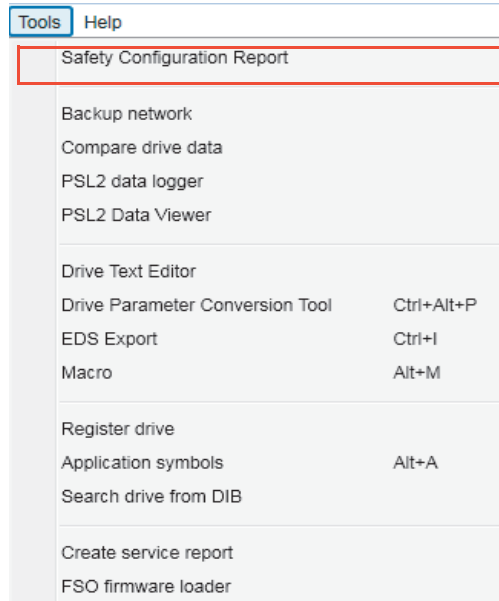 Tools Help
Safety Configuration Report
Backup network
Compare drive data
PSL2 data logger
PSL2 Data Viewer
Drive Text Editor
Drive Parameter Conversion Tool Ctrl+Alt+P
EDS Export Ctrl+I
Macro Alt+M
Register drive
Application symbols Alt+A
Search drive from DIB
Create service report
FSO firmware loader